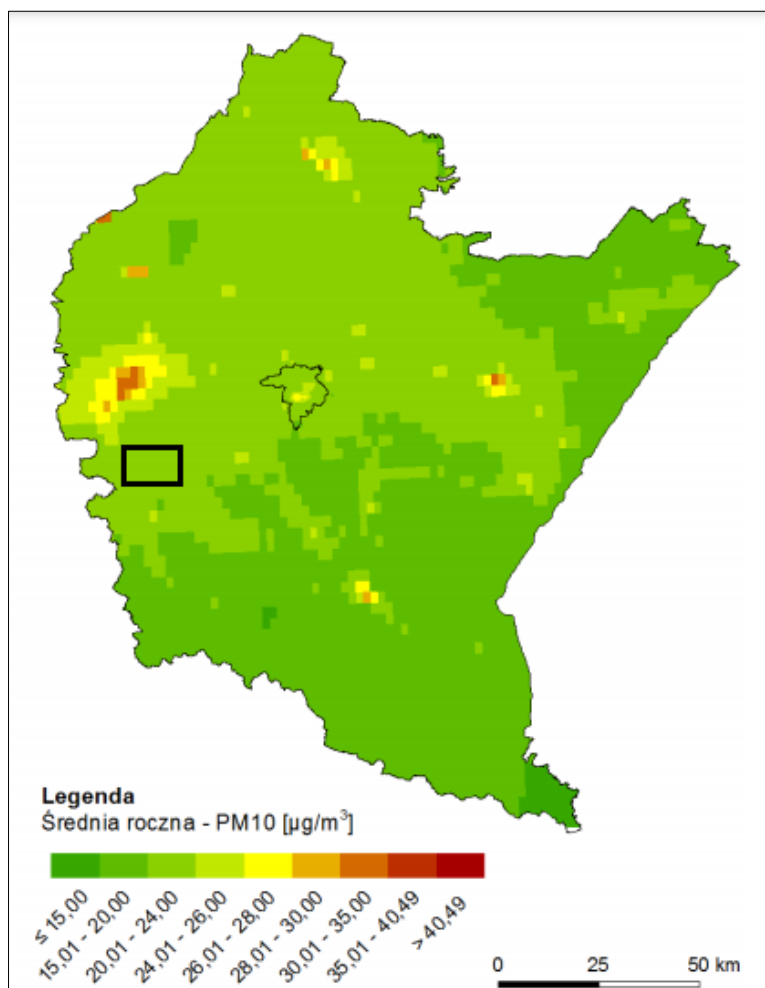 Legenda
Średnia roczna - PM10 [µg/m³]
≤ 15,00
15,01 - 20,00
20,01 - 24,00
24,01 - 26,00
26,01 - 28,00
28,01 - 30,00
30,01 - 35,00
35,01 - 40,49
> 40,49
0 25 50 km